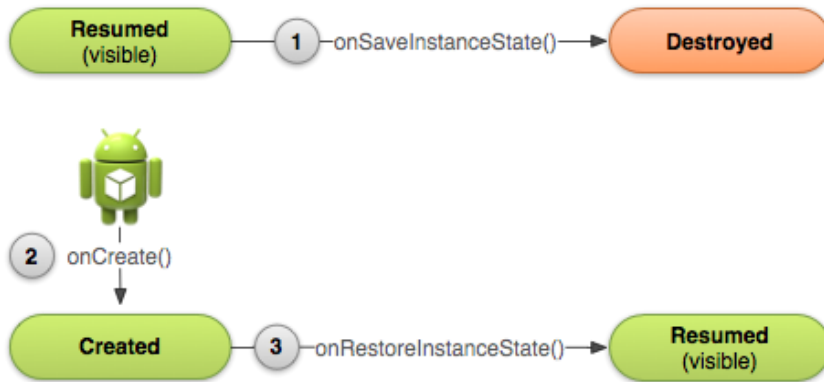 Resumed
(visible)
1
onSaveInstanceState()
Destroyed
2
onCreate()
Created
3
onRestoreInstanceState()
Resumed
(visible)